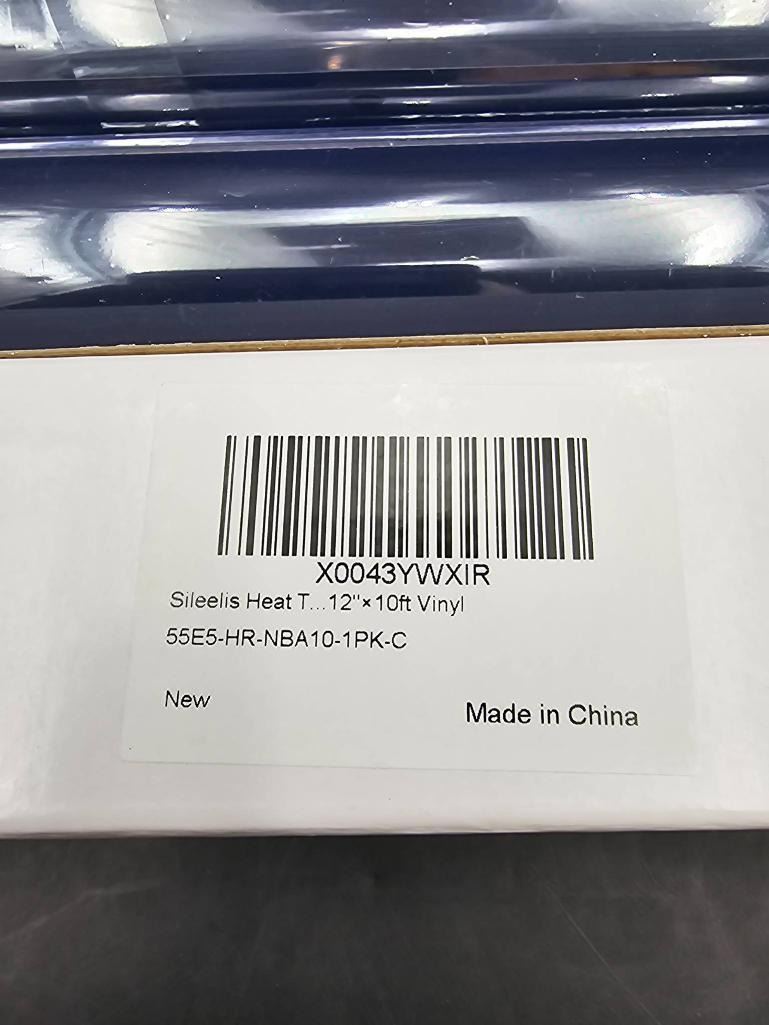 X0043YWXIR
Sileelis Heat T...12"×10ft Vinyl
55E5-HR-NBA10-1PK-C
New
Made in China